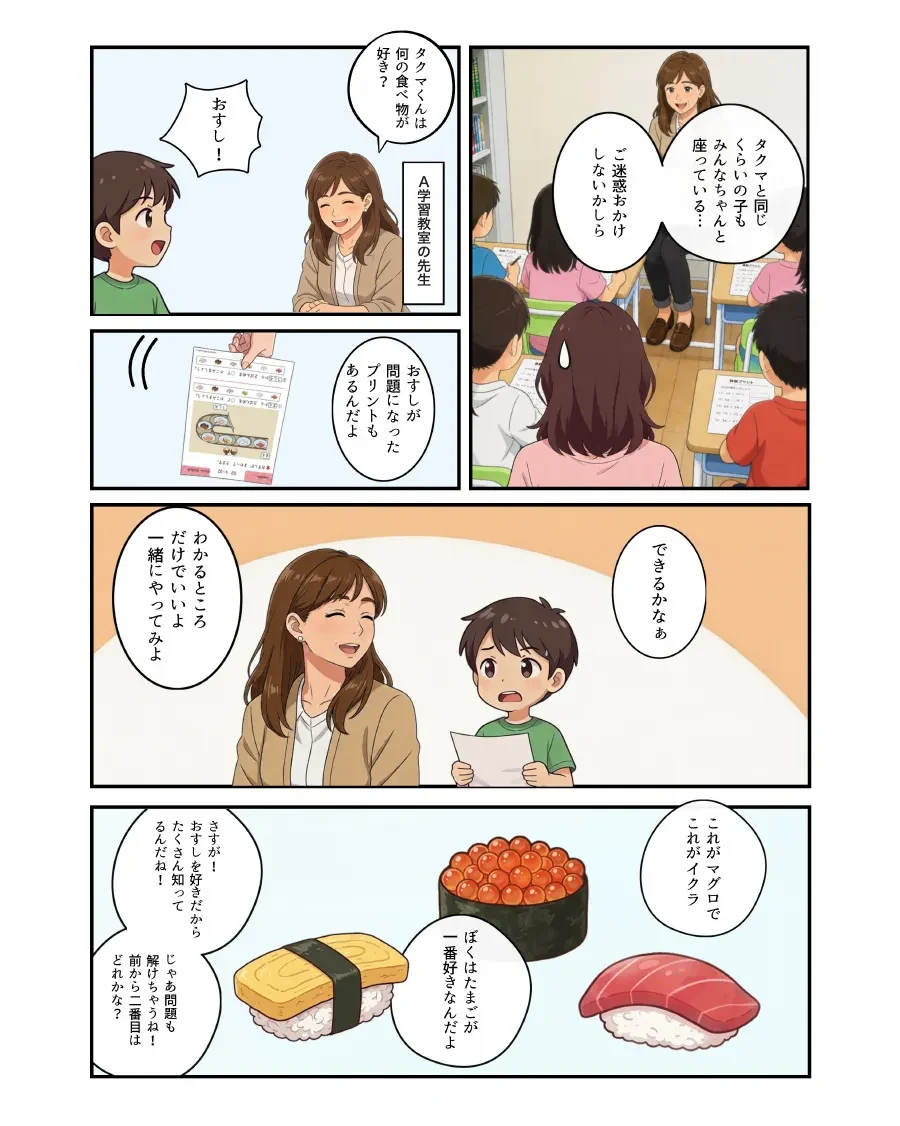 タクマと同じ
くらいの子も
みんなちゃんと
座っている…
ご迷惑おかけ
しないかしら
タクマくんは
何の食べ物が
好き？
A学習教室の先生
おすし！
おすしが
問題になった
プリントも
あるんだよ
できるかなぁ
わかるところ
だけでいいよ
一緒にやってみよ
これがマグロで
これがイクラ
ぼくはたまごが
一番好きなんだよ
さすが！
おすしを好きだから
たくさん知って
るんだね！
じゃあ問題も
解けちゃうね！
前から二番目は
どれかな？